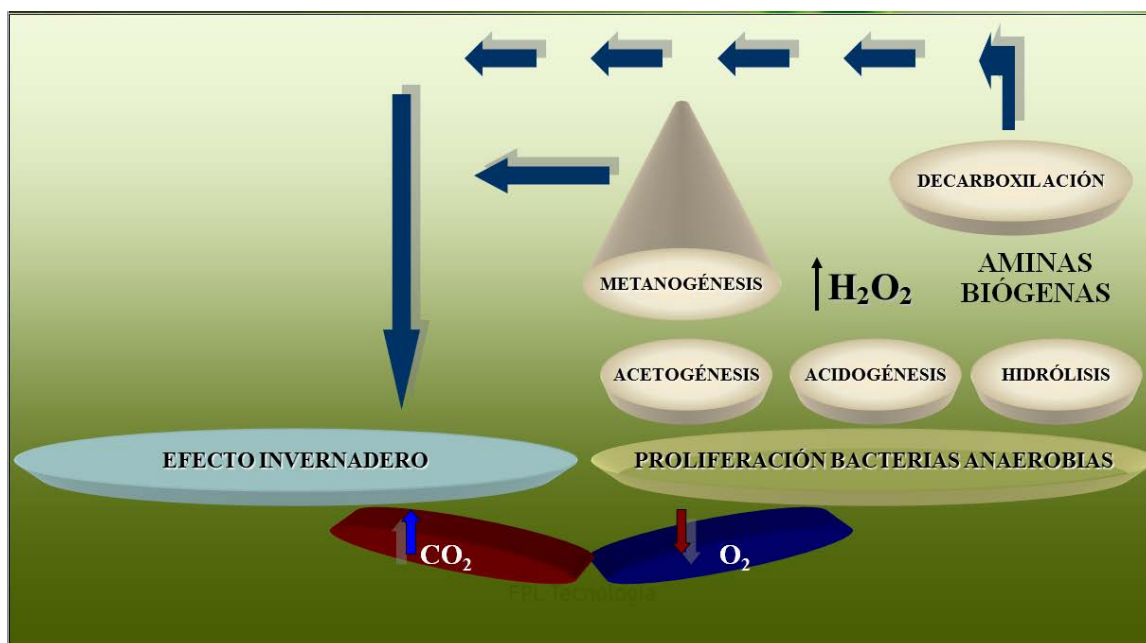 DECARBOXILACIÓN
METANOGÉNESIS
H₂O₂
AMINAS
BIÓGENAS
ACETOGÉNESIS
ACIDOGÉNESIS
HIDRÓLISIS
EFECTO INVERNADERO
PROLIFERACIÓN BACTERIAS ANAEROBIAS
CO₂
O₂
FPL Tecnología